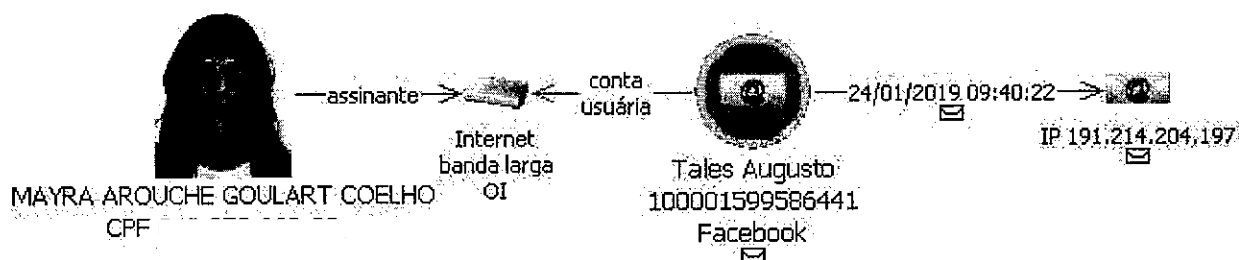 assinante
conta
usuária
24/01/2019 09:40:22
Internet
banda larga
OI
IP 191.214.204.197
Tales Augusto
100001599586441
Facebook
MAYRA AROUCHE GOULART COELHO
CPF